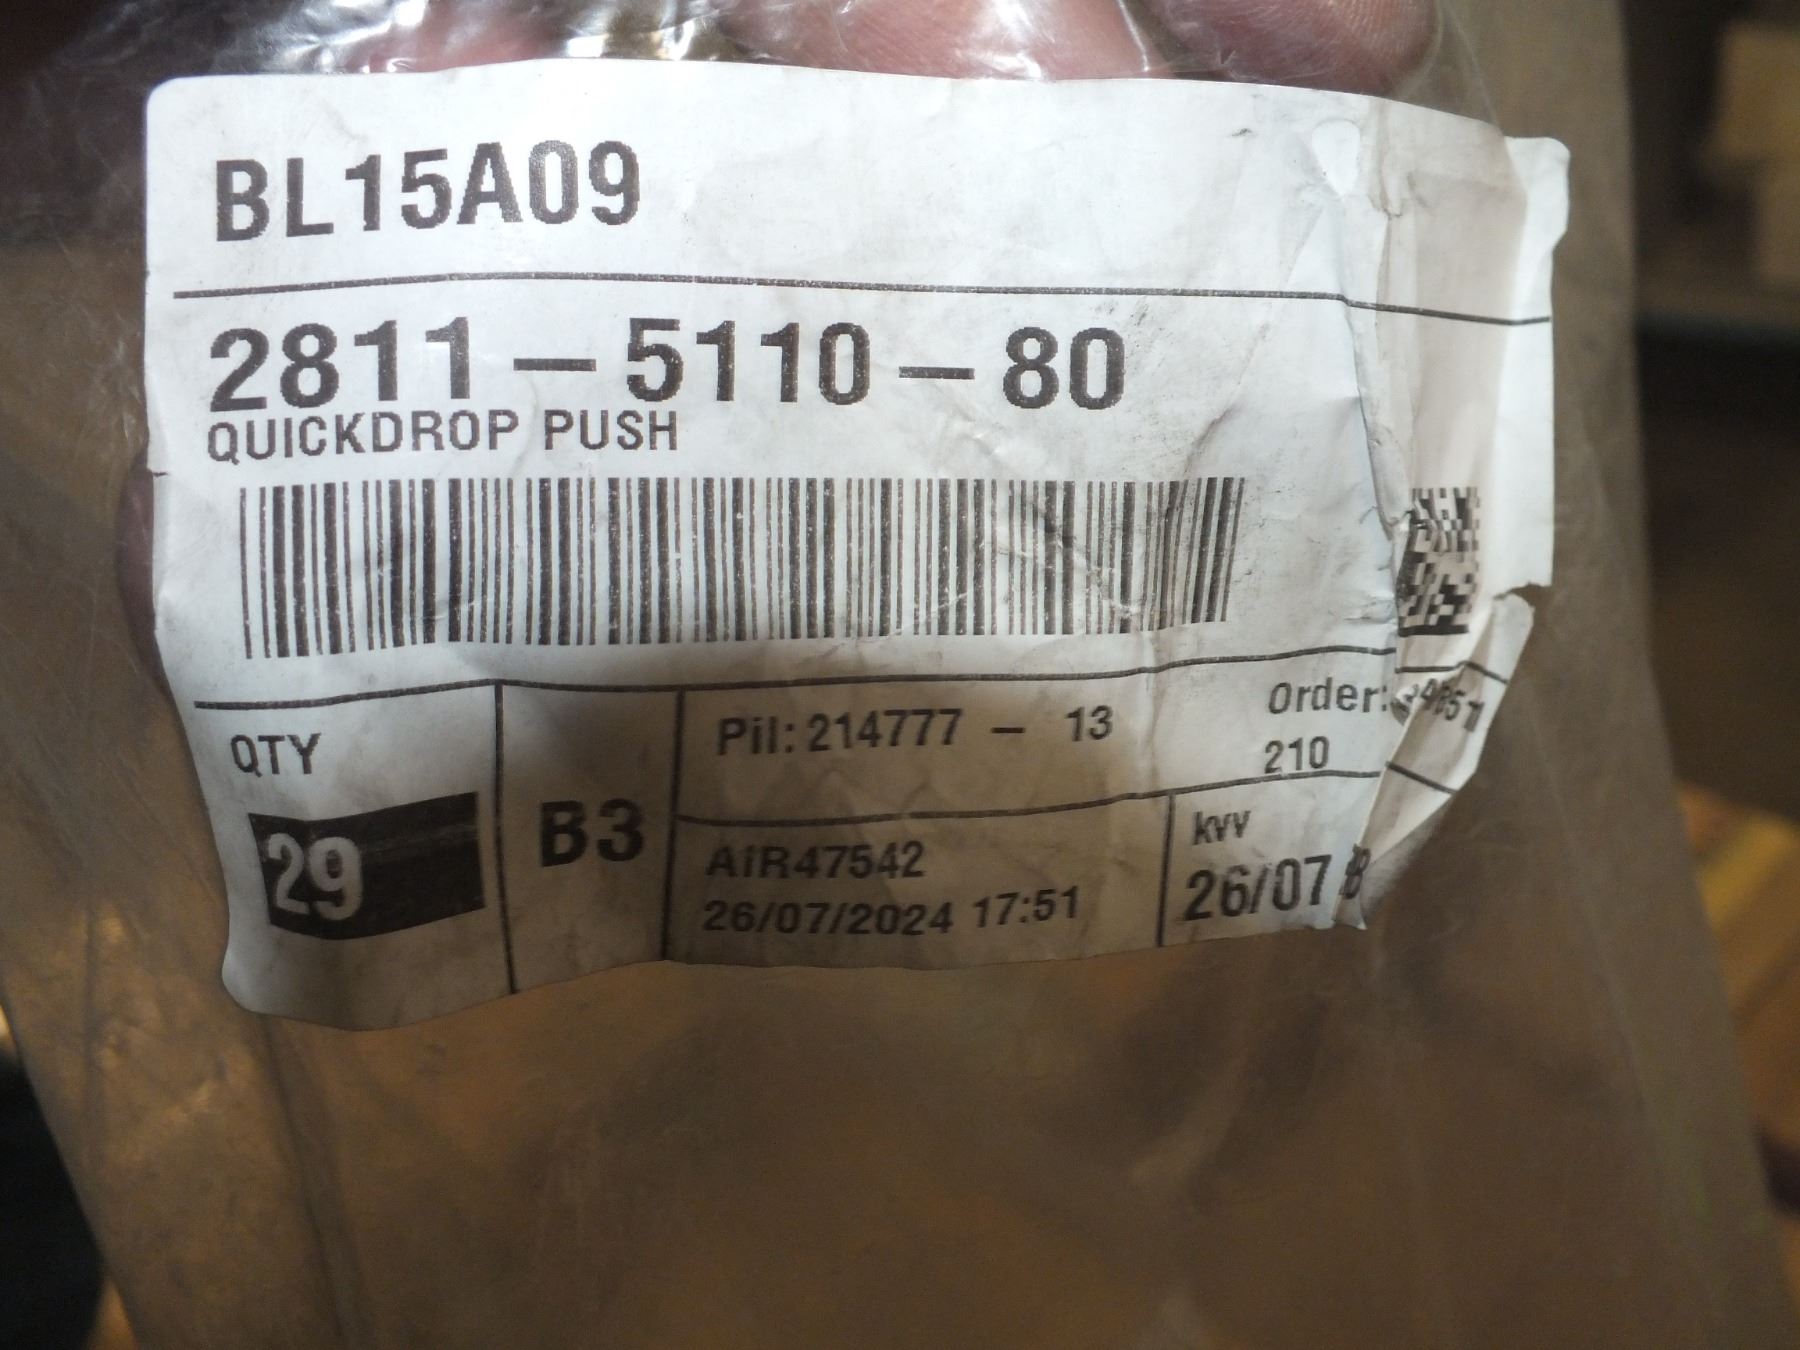 BL15A09
2811-5110-80
QUICKDROP PUSH
QTY
29
B3
Pil: 214777 - 13
Order:
210
AIR47542
26/07/2024 17:51
kvv
26/07